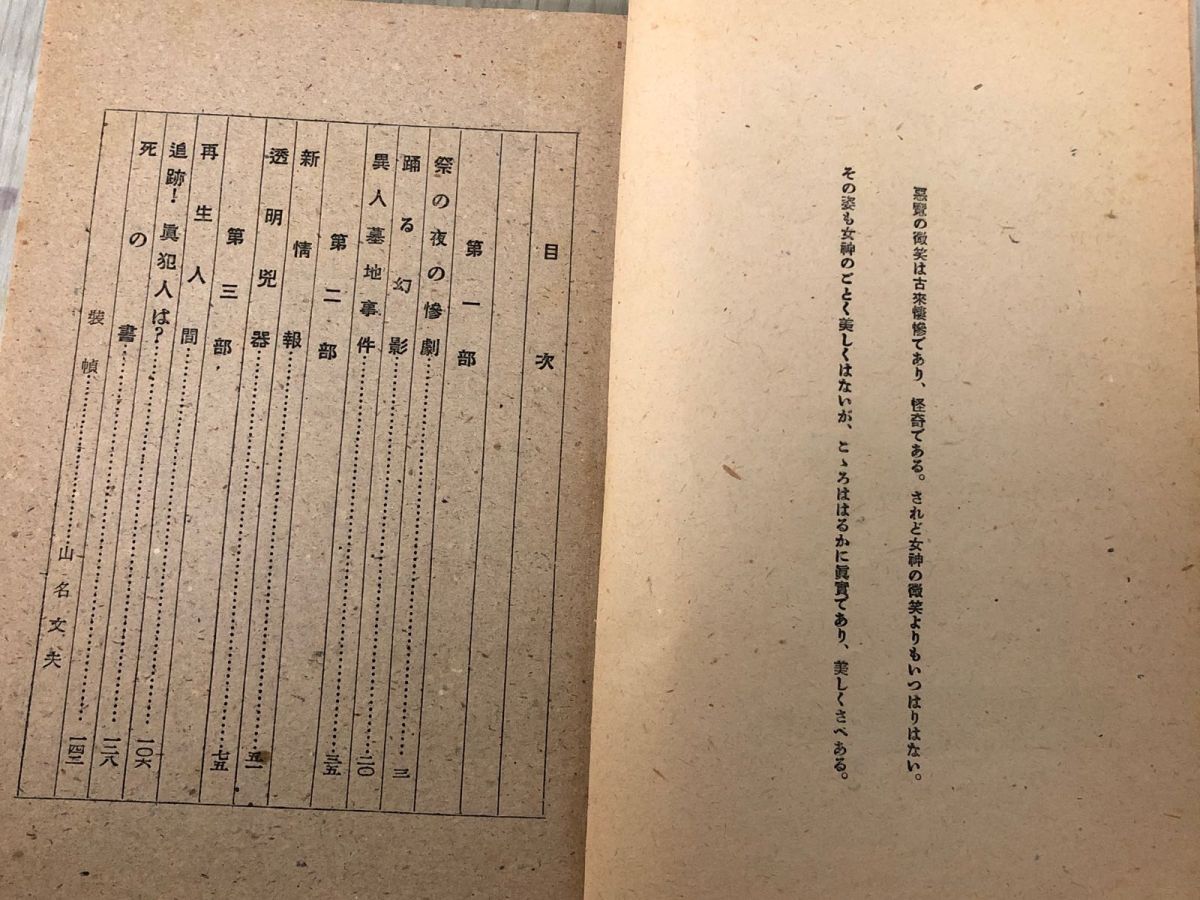 惡靈の微笑は古來悽慘であり、怪奇である。されど女神の微笑よりもいつはりはない。
その姿も女神のごとく美しくはないが、こゝろははるかに眞實であり、美しくさへある。
目次
第一部
祭の夜の慘劇……三
踊る幻影……二〇
異人墓地事件……三五
第二部
新情報……五一
透明兇器……七五
第三部
再生人間……一〇六
追跡！眞犯人は？……一二八
死の書……一四三
裝幀……山名文夫